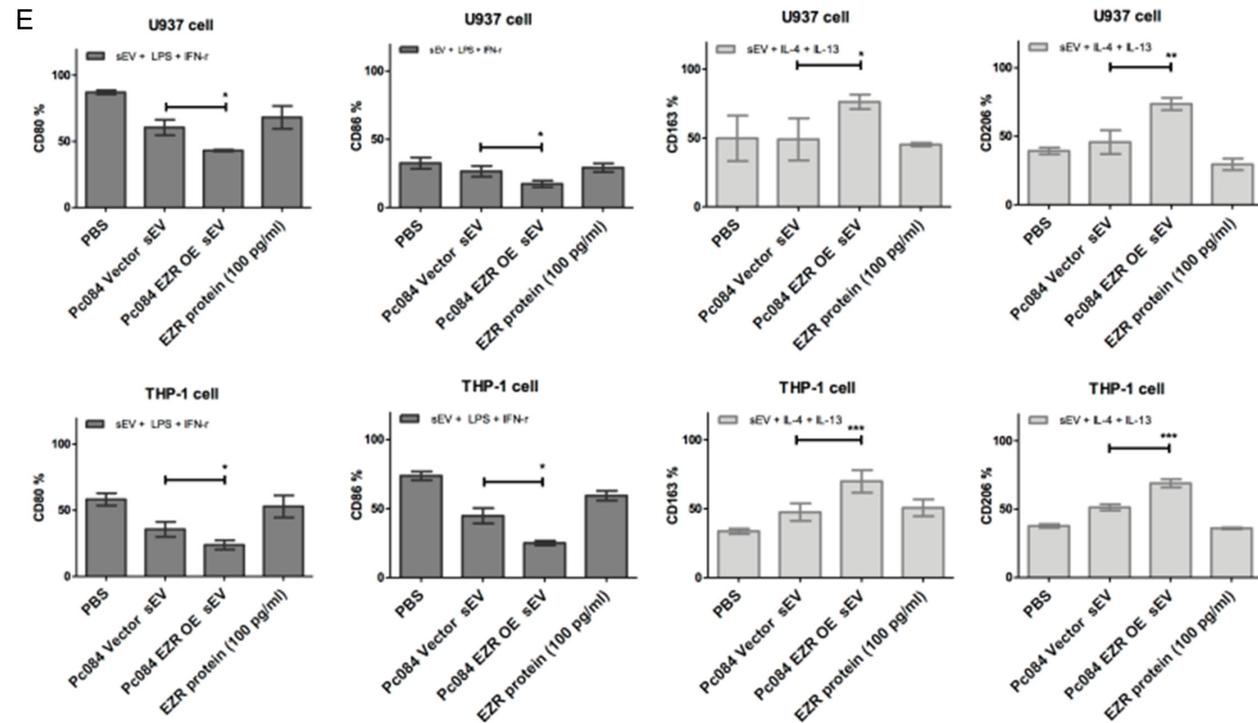 E
U937 cell
sEV + LPS + IFN-r
CD80 %
100
50
0
*
PBS
Pc084 Vector sEV
Pc084 EZR OE sEV
EZR protein (100 pg/ml)
U937 cell
sEV + LPS + IFN-r
CD86 %
100
50
0
*
PBS
Pc084 Vector sEV
Pc084 EZR OE sEV
EZR protein (100 pg/ml)
U937 cell
sEV + IL-4 + IL-13
CD163 %
100
50
0
*
PBS
Pc084 Vector sEV
Pc084 EZR OE sEV
EZR protein (100 pg/ml)
U937 cell
sEV + IL-4 + IL-13
CD206 %
100
50
0
**
PBS
Pc084 Vector sEV
Pc084 EZR OE sEV
EZR protein (100 pg/ml)
THP-1 cell
sEV + LPS + IFN-r
CD80 %
100
50
0
*
PBS
Pc084 Vector sEV
Pc084 EZR OE sEV
EZR protein (100 pg/ml)
THP-1 cell
sEV + LPS + IFN-r
CD86 %
100
50
0
*
PBS
Pc084 Vector sEV
Pc084 EZR OE sEV
EZR protein (100 pg/ml)
THP-1 cell
sEV + IL-4 + IL-13
CD163 %
100
50
0
***
PBS
Pc084 Vector sEV
Pc084 EZR OE sEV
EZR protein (100 pg/ml)
THP-1 cell
sEV + IL-4 + IL-13
CD206 %
100
50
0
***
PBS
Pc084 Vector sEV
Pc084 EZR OE sEV
EZR protein (100 pg/ml)